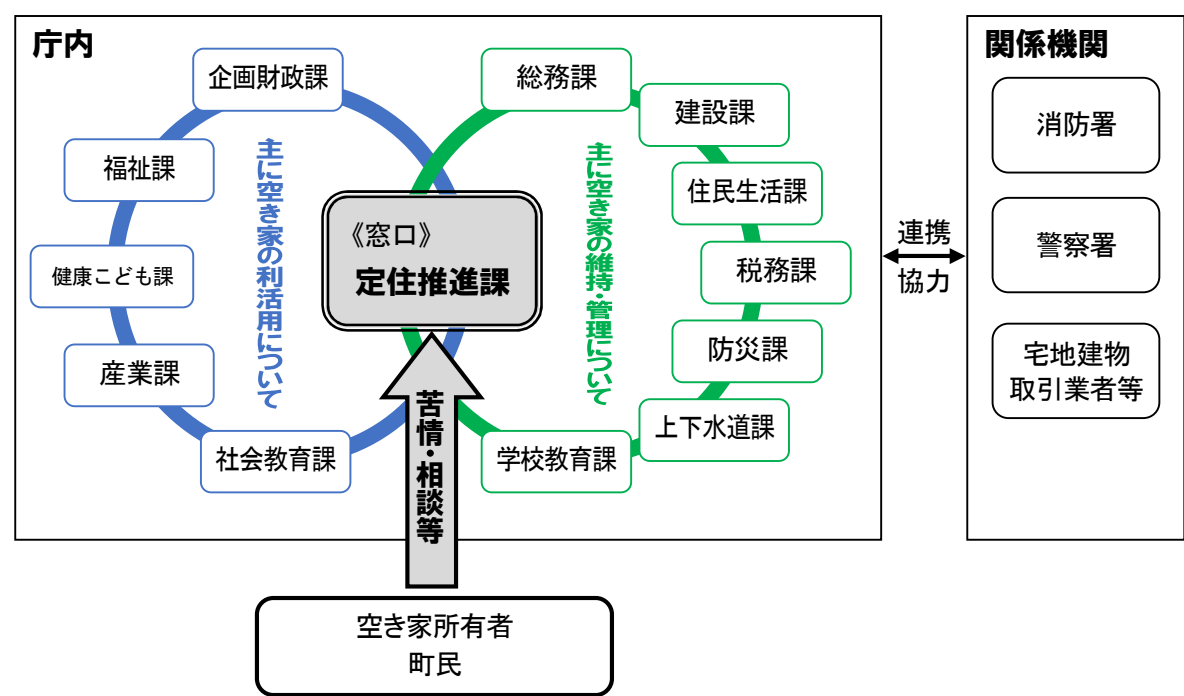 庁内
企画財政課
福祉課
健康こども課
産業課
社会教育課
主に空き家の利活用について
《窓口》
定住推進課
総務課
建設課
住民生活課
税務課
防災課
上下水道課
学校教育課
主に空き家の維持・管理について
苦情・相談等
空き家所有者
町民
連携
協力
関係機関
消防署
警察署
宅地建物
取引業者等